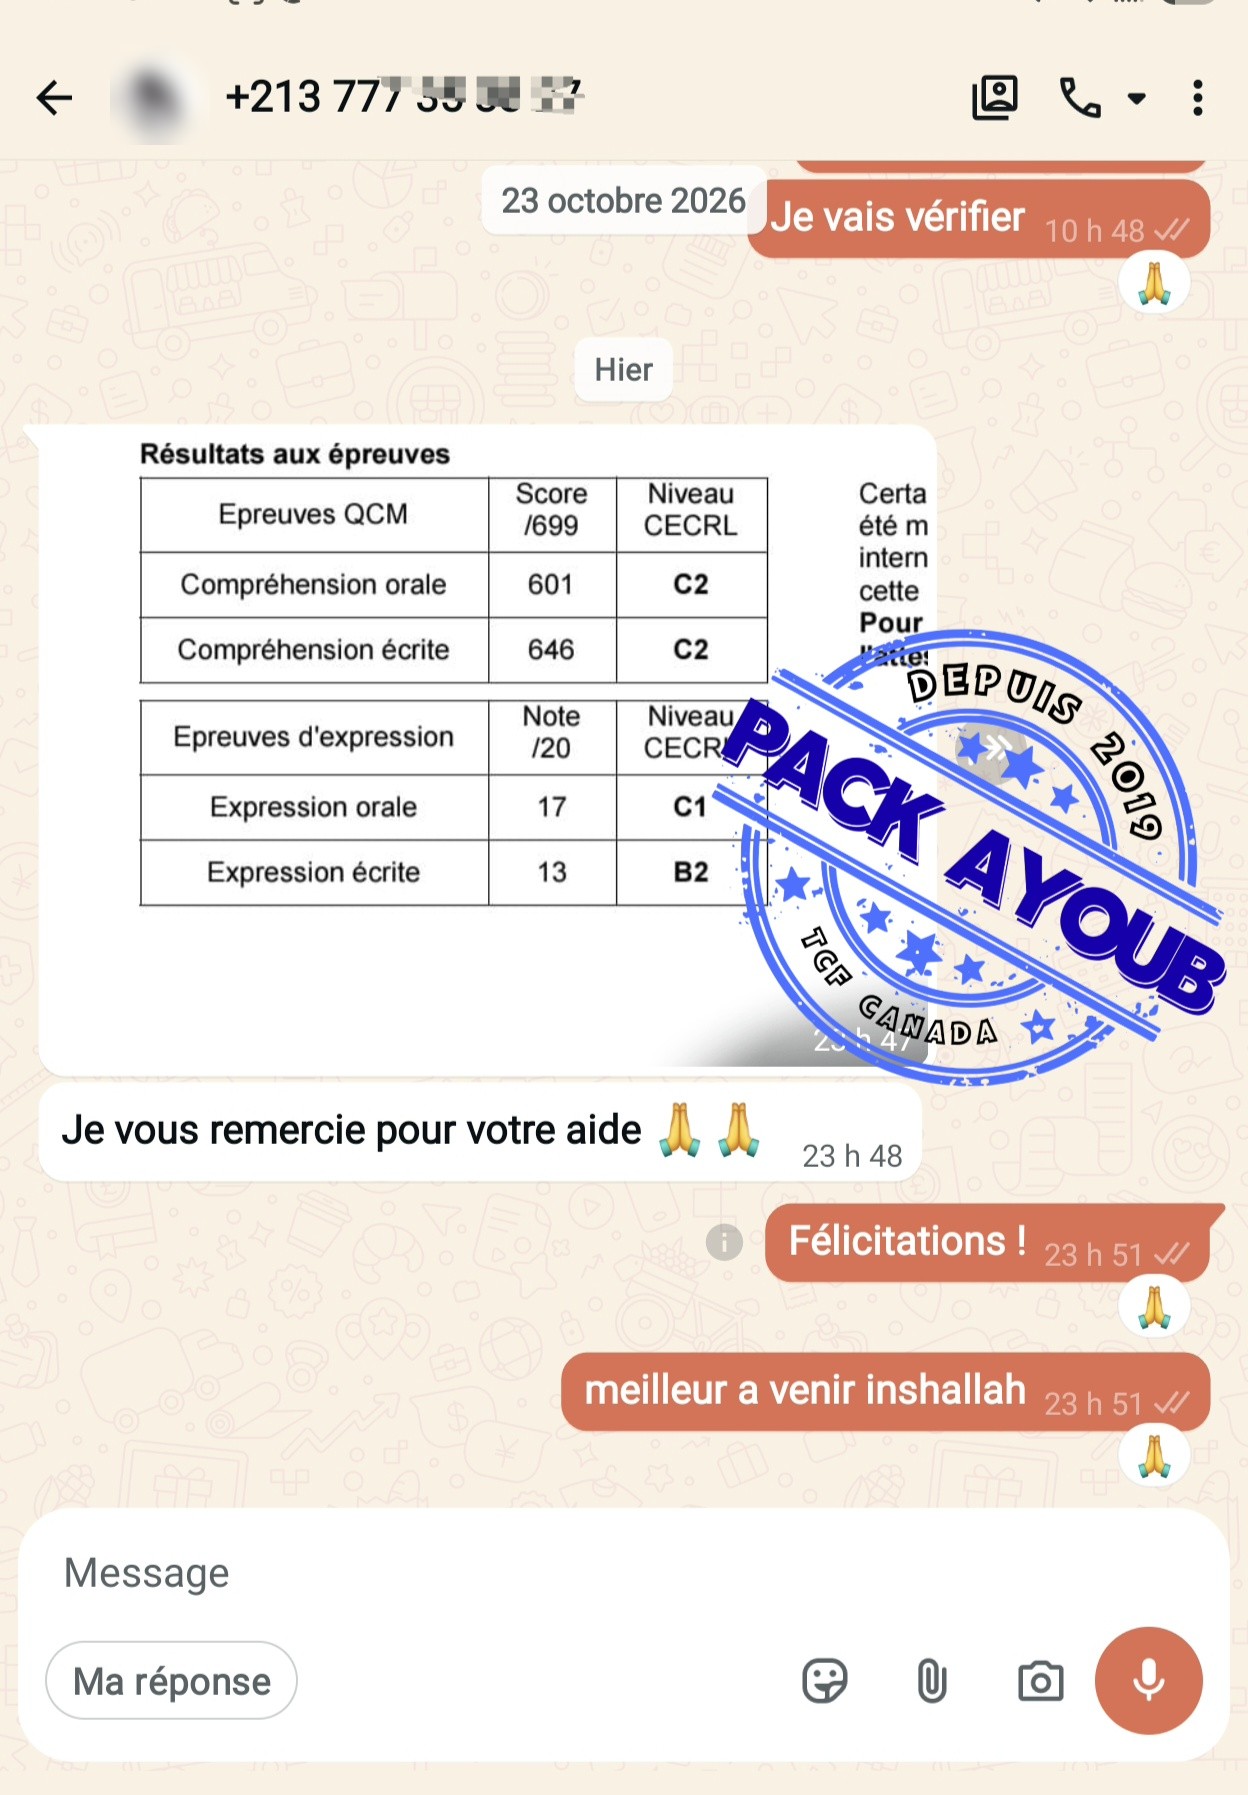 +213 777
23 octobre 2026
Je vais vérifier 10 h 48
Hier
Résultats aux épreuves
Epreuves QCM Score /699 Niveau CECRL
Compréhension orale 601 C2
Compréhension écrite 646 C2
Epreuves d'expression Note /20 Niveau
Expression orale 17 C1
Expression écrite 13 B2
Certa
été m
intern
cette
Pour
DEPUIS 2019
PACK AYOUB
TCF CANADA
23 h 47
Je vous remercie pour votre aide 🙏 🙏 23 h 48
Félicitations ! 23 h 51
meilleur a venir inshallah 23 h 51
Message
Ma réponse